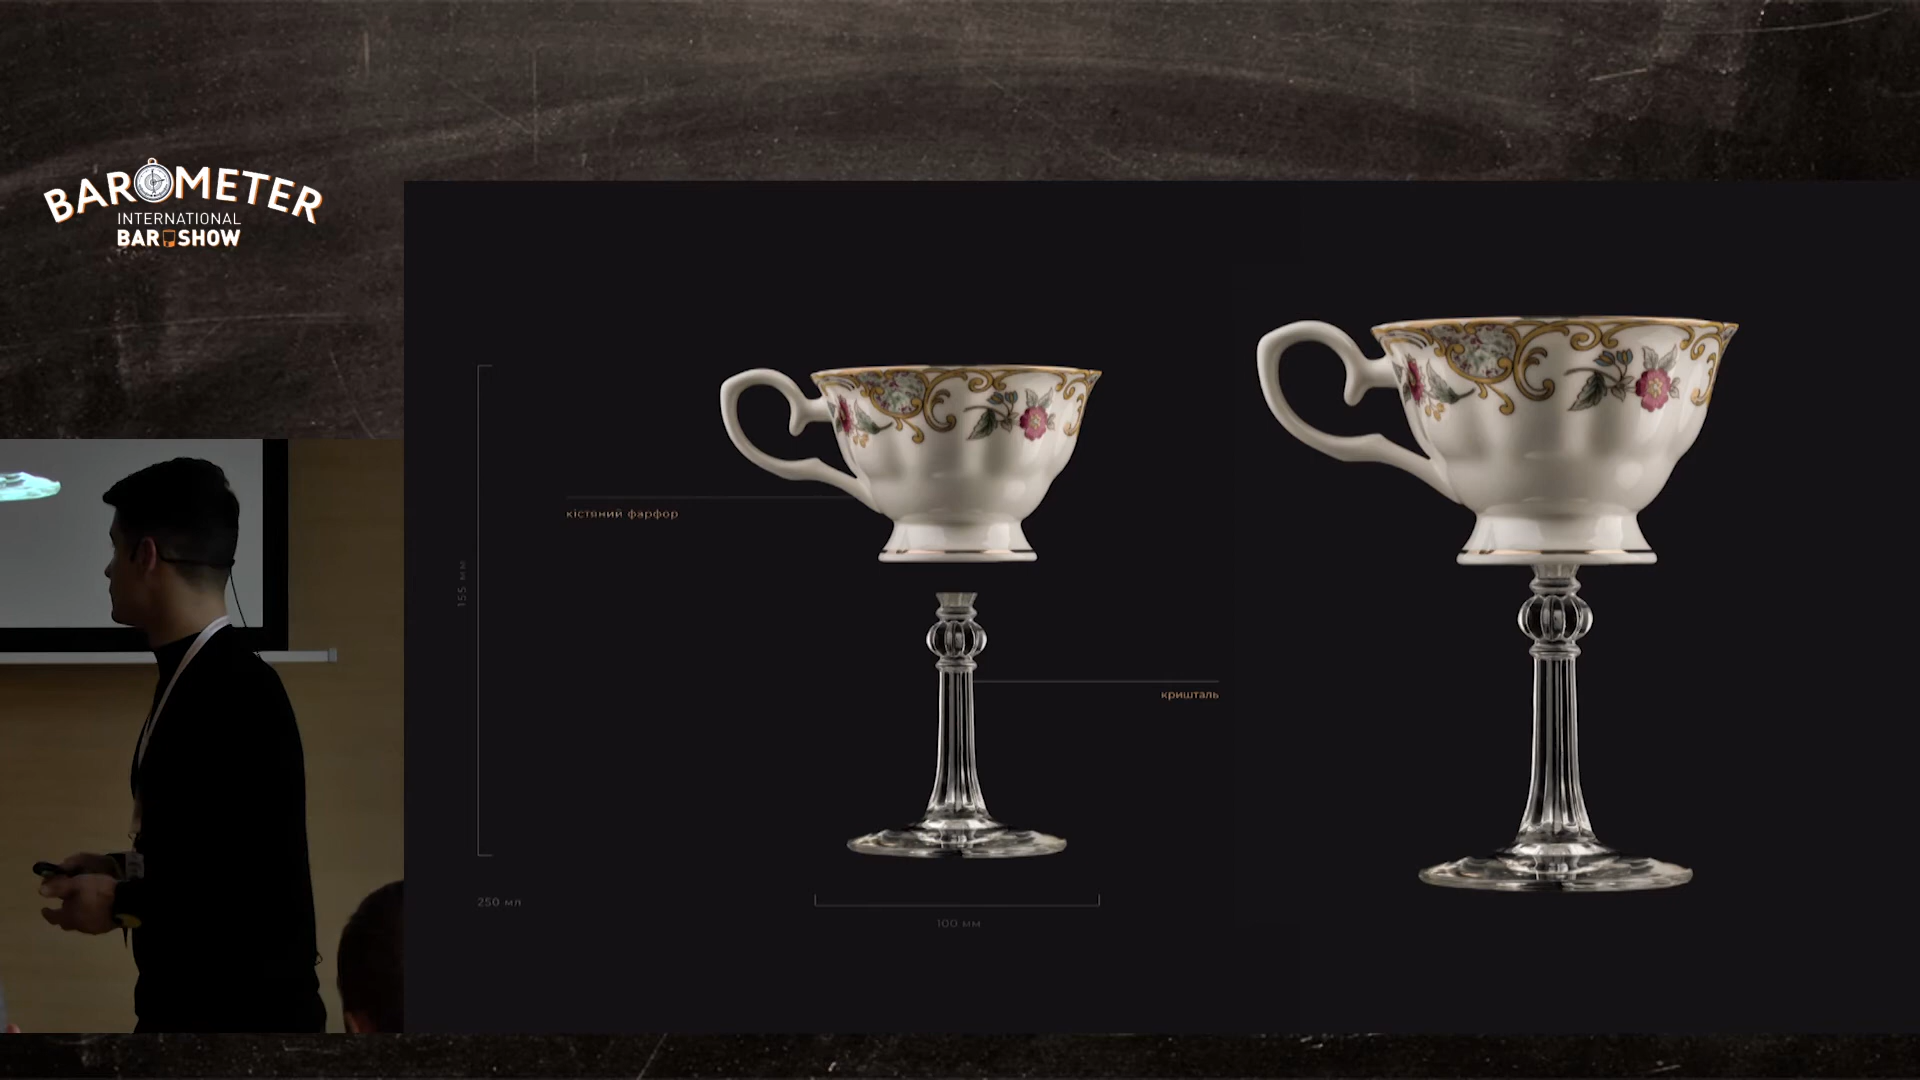 BAROMETER
INTERNATIONAL
BAR SHOW
кістяний фарфор
155 мм
кришталь
250 мл
100 мм